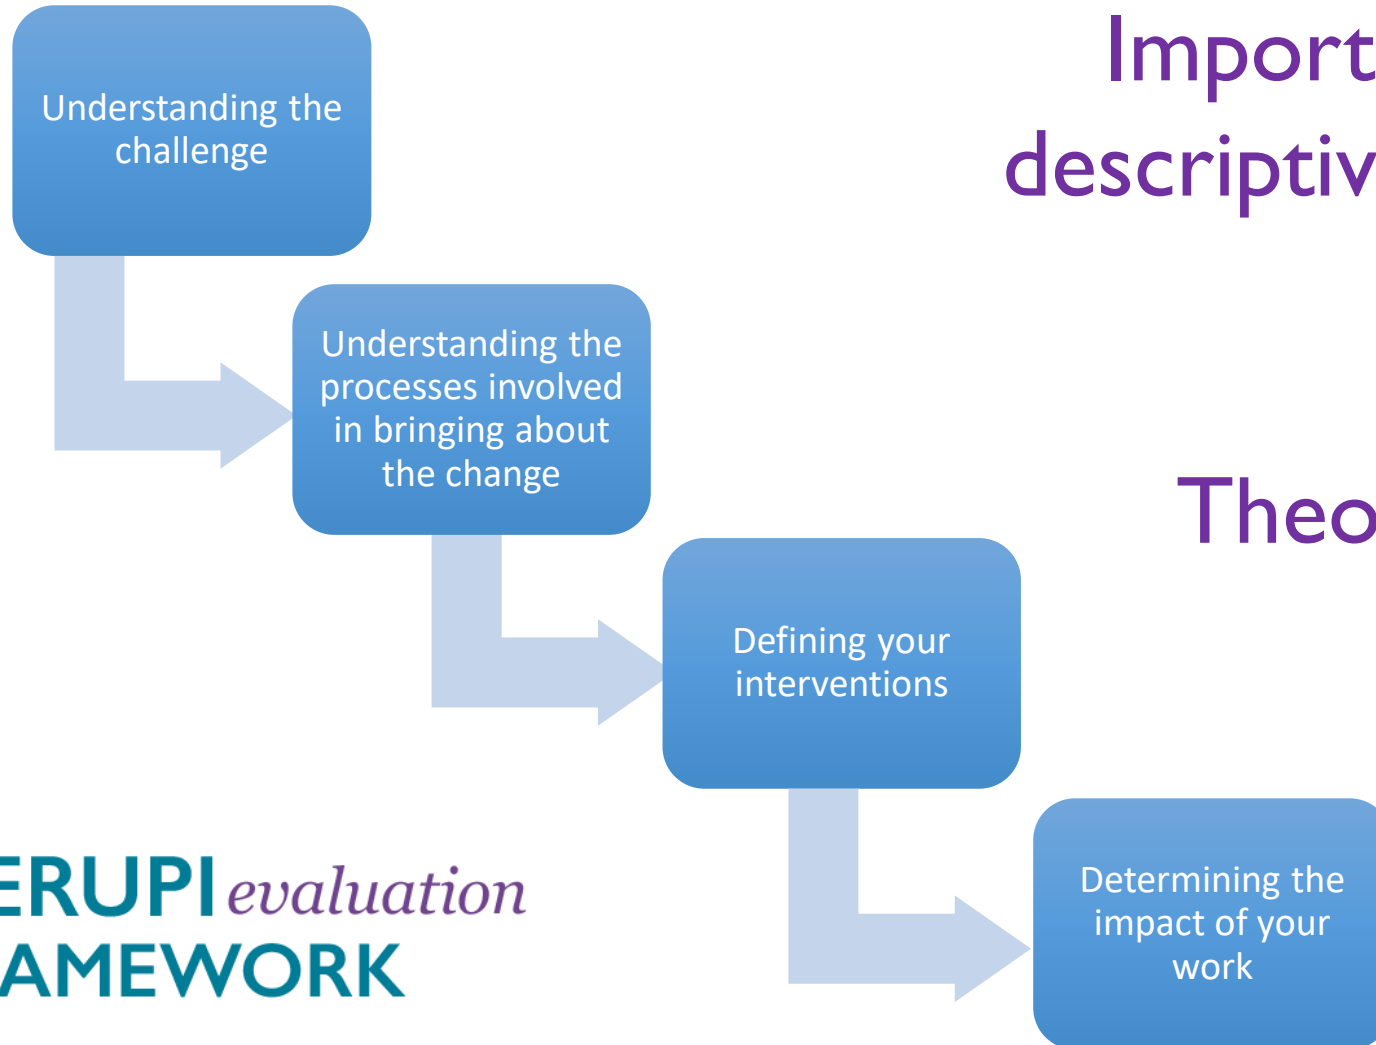 Understanding the
challenge
Import
descriptiv
Understanding the
processes involved
in bringing about
the change
Theo
Defining your
interventions
Determining the
impact of your
work
ERUPI evaluation
AMEWORK